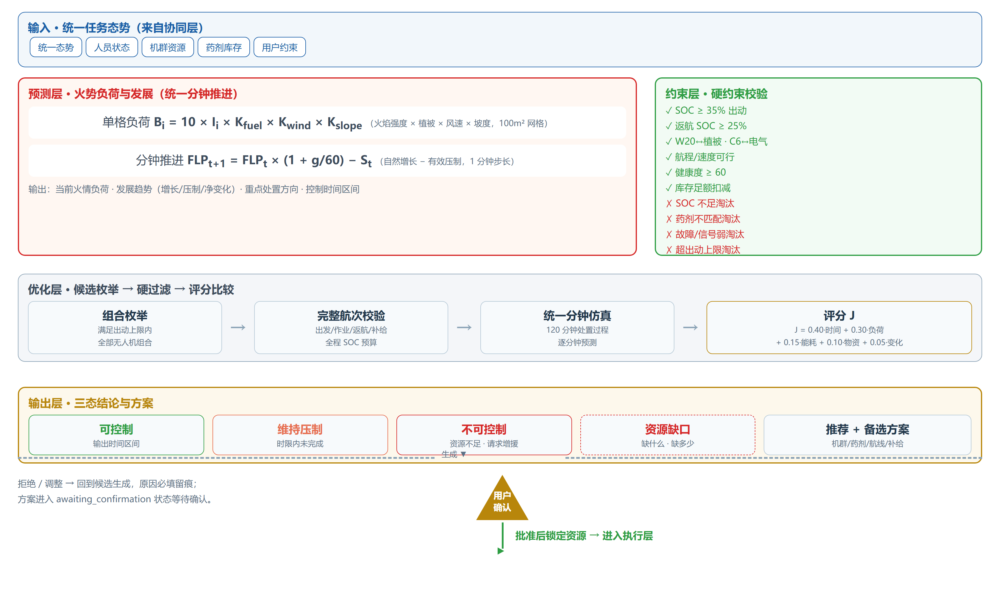 输入 • 统一任务态势（来自协同层）
统一态势 人员状态 机群资源 药剂库存 用户约束
预测层 • 火势负荷与发展（统一分钟推进）
单格负荷 Bi = 10 × Ii × Kfuel × Kwind × Kslope （火焰强度 × 植被 × 风速 × 坡度，100m² 网格）
分钟推进 FLPt+1 = FLPt × (1 + g/60) − St （自然增长 − 有效压制，1 分钟步长）
输出：当前火情负荷 · 发展趋势（增长/压制/净变化）· 重点处置方向 · 控制时间区间
约束层 • 硬约束校验
✓ SOC ≥ 35% 出动
✓ 返航 SOC ≥ 25%
✓ W20↔植被 · C6↔电气
✓ 航程/速度可行
✓ 健康度 ≥ 60
✓ 库存足额扣减
✗ SOC 不足淘汰
✗ 药剂不匹配淘汰
✗ 故障/信号弱淘汰
✗ 超出动上限淘汰
优化层 • 候选枚举 → 硬过滤 → 评分比较
组合枚举
满足出动上限内
全部无人机组合
→
完整航次校验
出发/作业/返航/补给
全程 SOC 预算
→
统一分钟仿真
120 分钟处置过程
逐分钟预测
→
评分 J
J = 0.40·时间 + 0.30·负荷
+ 0.15·能耗 + 0.10·物资 + 0.05·变化
输出层 • 三态结论与方案
可控制
输出时间区间
维持压制
时限内未完成
不可控制
资源不足 · 请求增援
资源缺口
缺什么 · 缺多少
推荐 + 备选方案
机群/药剂/航线/补给
生成 ▼
拒绝 / 调整 → 回到候选生成，原因必填留痕；
方案进入 awaiting_confirmation 状态等待确认。
用户
确认
批准后锁定资源 → 进入执行层